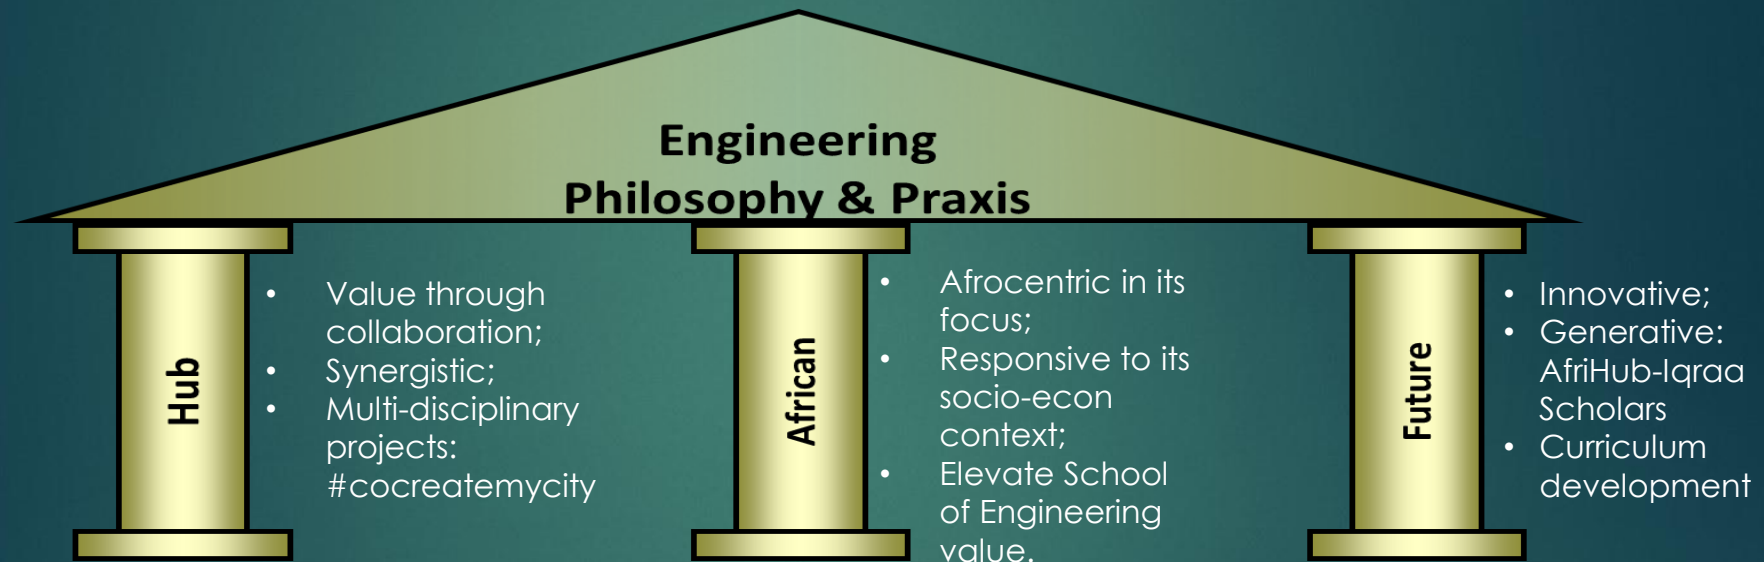 Engineering
Philosophy & Praxis
Hub
• Value through
collaboration;
• Synergistic;
• Multi-disciplinary
projects:
#cocreatemycity
African
• Afrocentric in its
focus;
• Responsive to its
socio-econ
context;
• Elevate School
of Engineering
value.
Future
• Innovative;
• Generative:
AfriHub-Iqraa
Scholars
• Curriculum
development